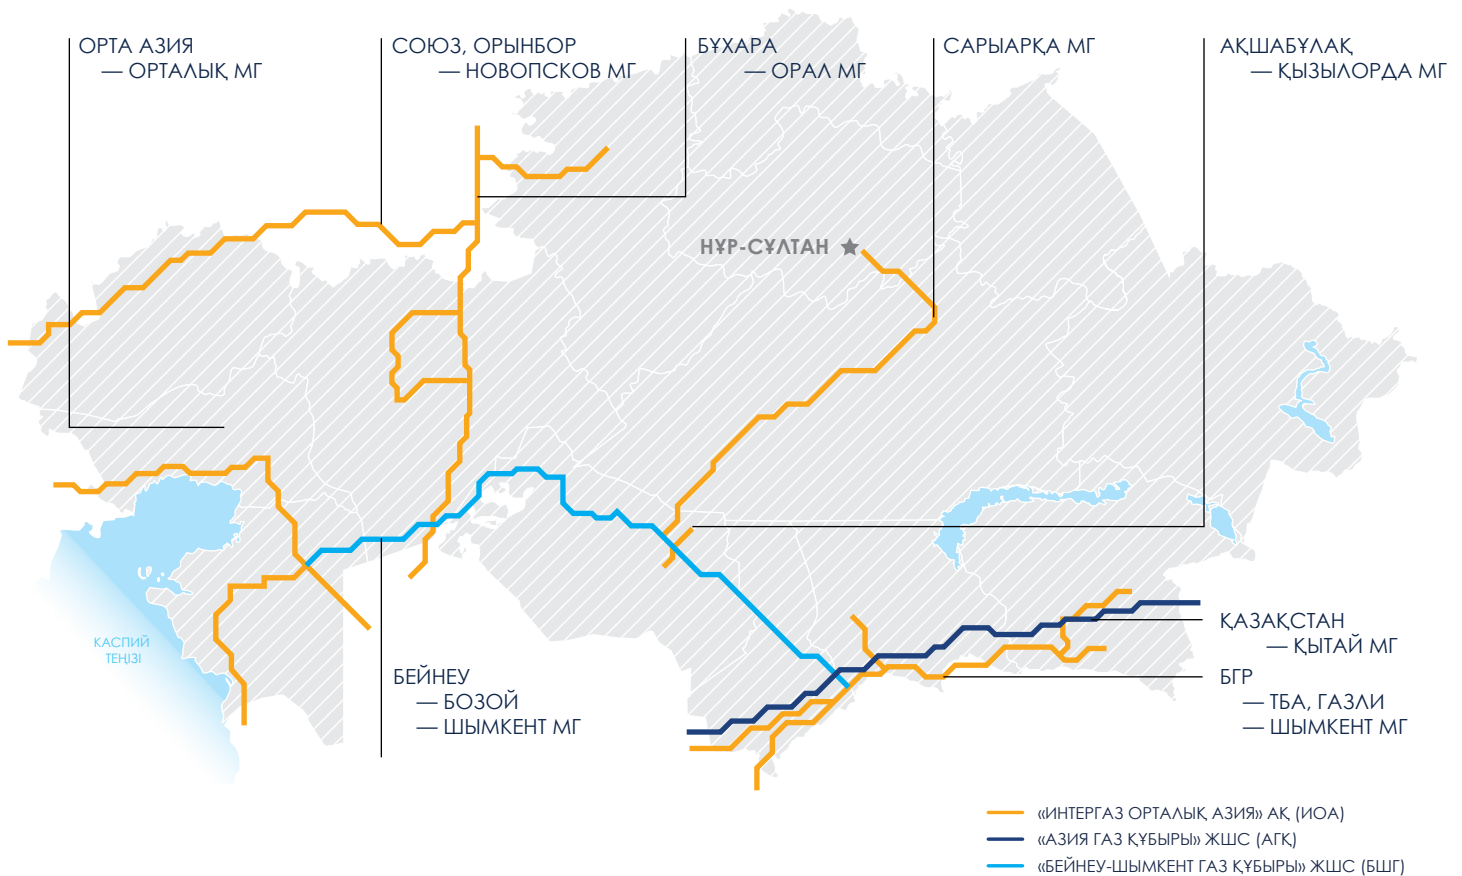 ОРТА АЗИЯ
— ОРТАЛЫҚ МГ
СОЮЗ, ОРЫНБОР
— НОВОПСКОВ МГ
БҰХАРА
— ОРАЛ МГ
САРЫАРҚА МГ
АҚШАБҰЛАҚ
— ҚЫЗЫЛОРДА МГ
НҰР-СҰЛТАН
КАСПИЙ
ТЕҢІЗІ
БЕЙНЕУ
— БОЗОЙ
— ШЫМКЕНТ МГ
ҚАЗАҚСТАН
— ҚЫТАЙ МГ
БГР
— ТБА, ГАЗЛИ
— ШЫМКЕНТ МГ
«ИНТЕРГАЗ ОРТАЛЫҚ АЗИЯ» АҚ (ИОА)
«АЗИЯ ГАЗ ҚҰБЫРЫ» ЖШС (АГҚ)
«БЕЙНЕУ-ШЫМКЕНТ ГАЗ ҚҰБЫРЫ» ЖШС (БШГ)